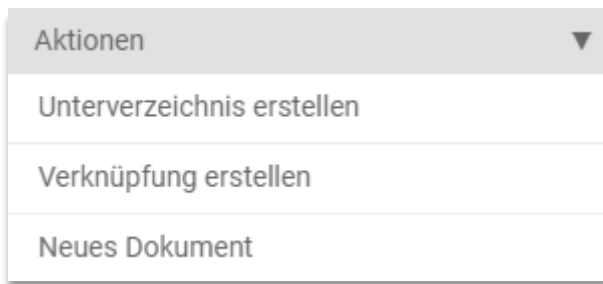 Aktionen
Unterverzeichnis erstellen
Verknüpfung erstellen
Neues Dokument